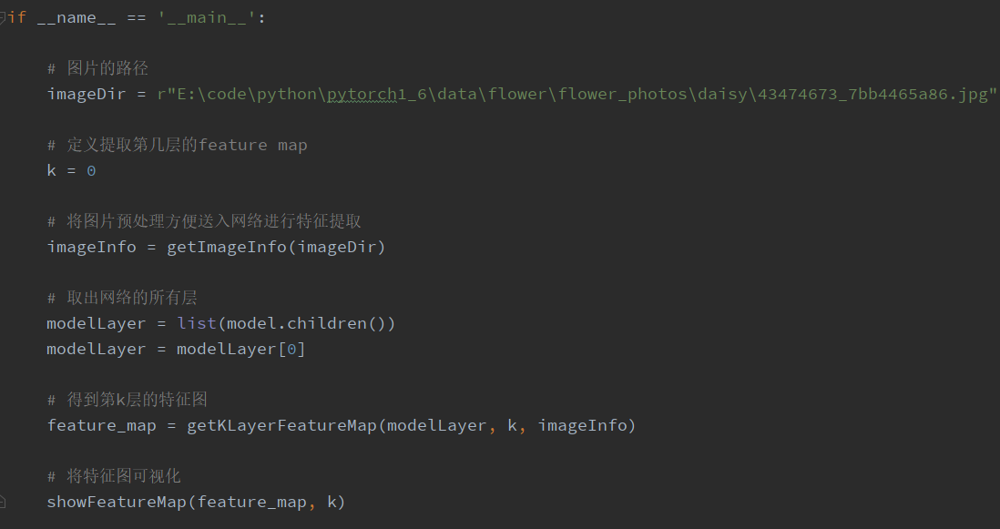 if __name__ == '__main__':
# 图片的路径
imageDir = r"E:\code\python\pytorch1_6\data\flower\flower_photos\daisy\43474673_7bb4465a86.jpg"
# 定义提取第几层的feature map
k = 0
# 将图片预处理方便送入网络进行特征提取
imageInfo = getImageInfo(imageDir)
# 取出网络的所有层
modelLayer = list(model.children())
modelLayer = modelLayer[0]
# 得到第k层的特征图
feature_map = getKLayerFeatureMap(modelLayer, k, imageInfo)
# 将特征图可视化
showFeatureMap(feature_map, k)